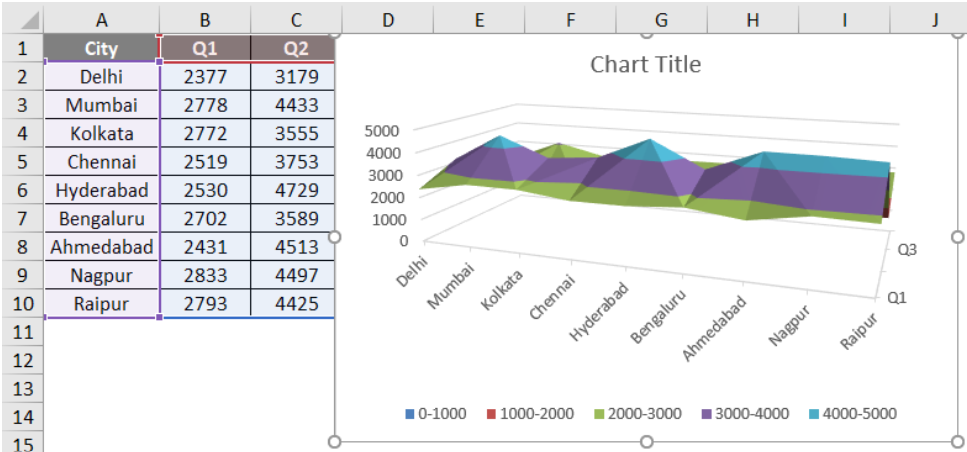 A B C D E F G H I J
1 City Q1 Q2
2 Delhi 2377 3179
3 Mumbai 2778 4433
4 Kolkata 2772 3555
5 Chennai 2519 3753
6 Hyderabad 2530 4729
7 Bengaluru 2702 3589
8 Ahmedabad 2431 4513
9 Nagpur 2833 4497
10 Raipur 2793 4425
11
12
13
14
15
Chart Title
5000
4000
3000
2000
1000
0
Q3
Q1
Delhi Mumbai Kolkata Chennai Hyderabad Bengaluru Ahmedabad Nagpur Raipur
0-1000 1000-2000 2000-3000 3000-4000 4000-5000